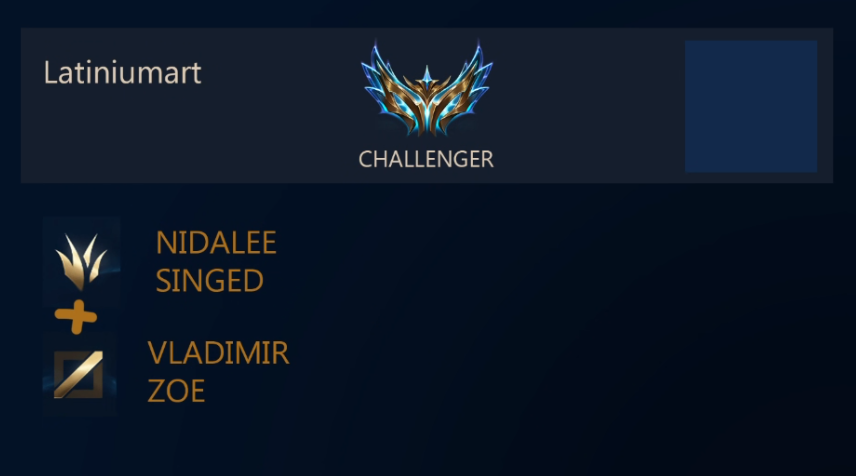 Latiniumart
CHALLENGER
NIDALEE
SINGED
VLADIMIR
ZOE